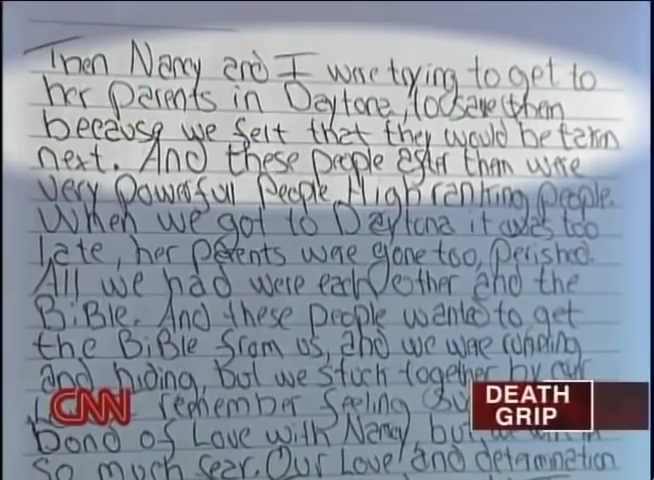 Then Nancy and I were trying to get to
her parents in Daytona, to save them
because we felt that they would be
next. And these people after them were
very powerful people High ranking people.
When we got to Daytona it was too
late, her parents were gone too, perished.
All we had were each other and the
BiBle. And these people wanted to get
the BiBle from us, and we were running
and hiding, but we stuck together by our
remember feeling
bond of Love with Nancy, but
so much fear. Our Love and determination
CNN
DEATH
GRIP